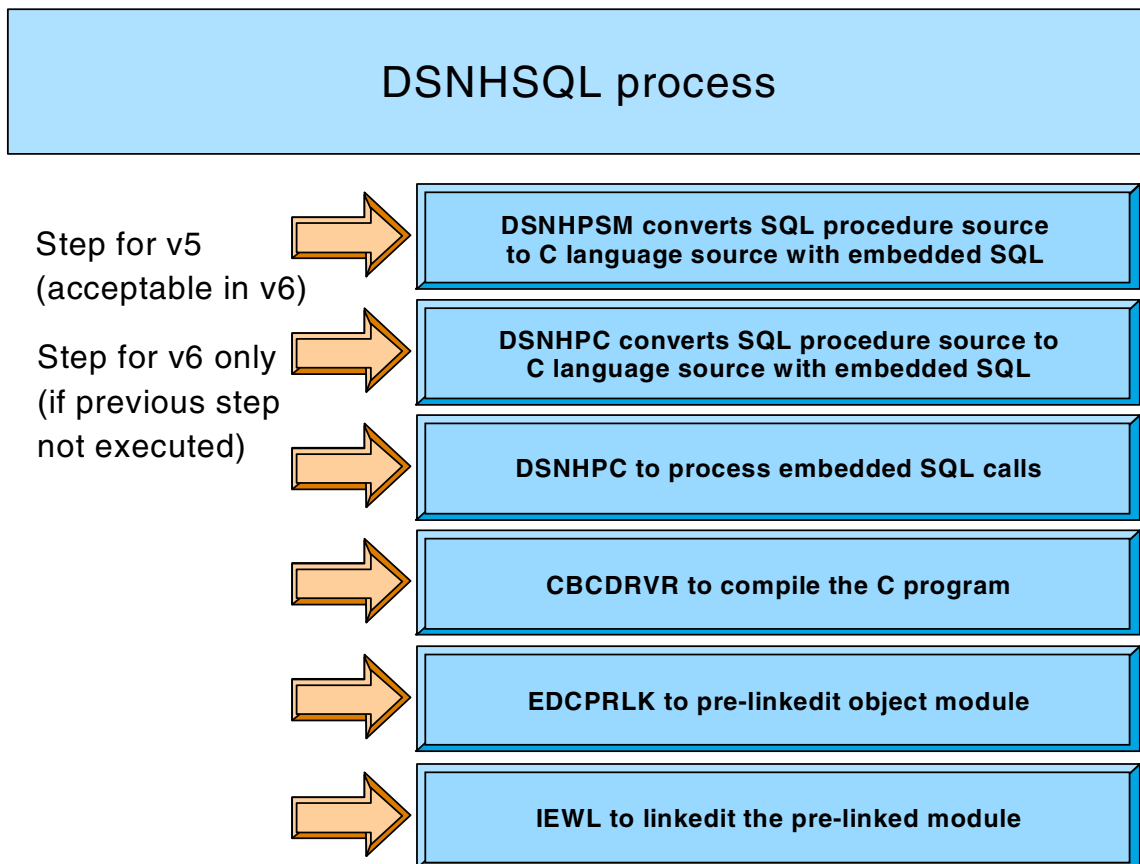 DSNHSQL process
Step for v5
(acceptable in v6)
Step for v6 only
(if previous step
not executed)
DSNHPSM converts SQL procedure source
to C language source with embedded SQL
DSNHPC converts SQL procedure source to
C language source with embedded SQL
DSNHPC to process embedded SQL calls
CBCDRVR to compile the C program
EDCPRLK to pre-linkedit object module
IEWL to linkedit the pre-linked module